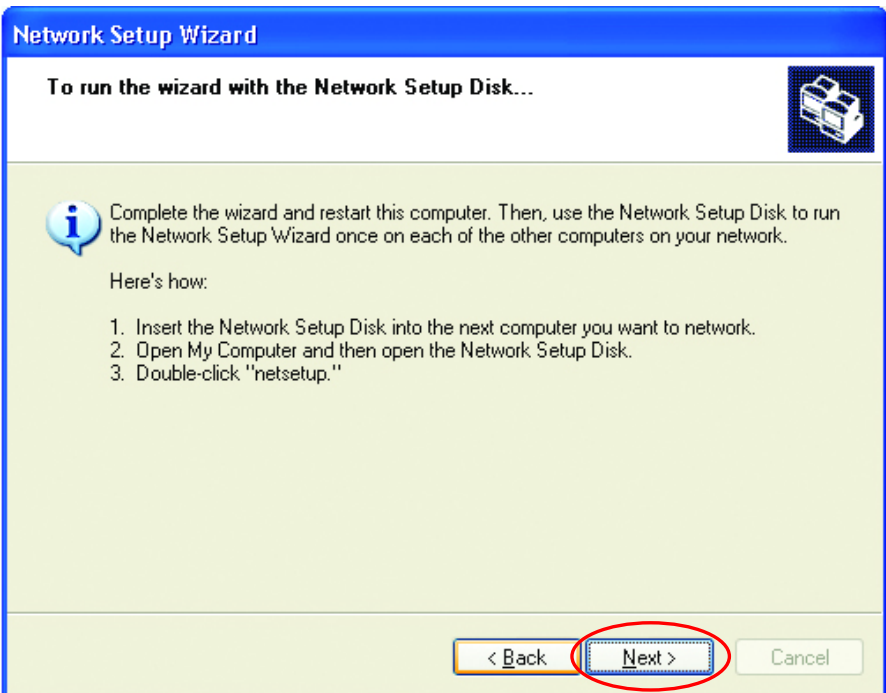 Network Setup Wizard
To run the wizard with the Network Setup Disk...
Complete the wizard and restart this computer. Then, use the Network Setup Disk to run
the Network Setup Wizard once on each of the other computers on your network.
Here's how:
1. Insert the Network Setup Disk into the next computer you want to network.
2. Open My Computer and then open the Network Setup Disk.
3. Double-click "netsetup."
< Back Next > Cancel